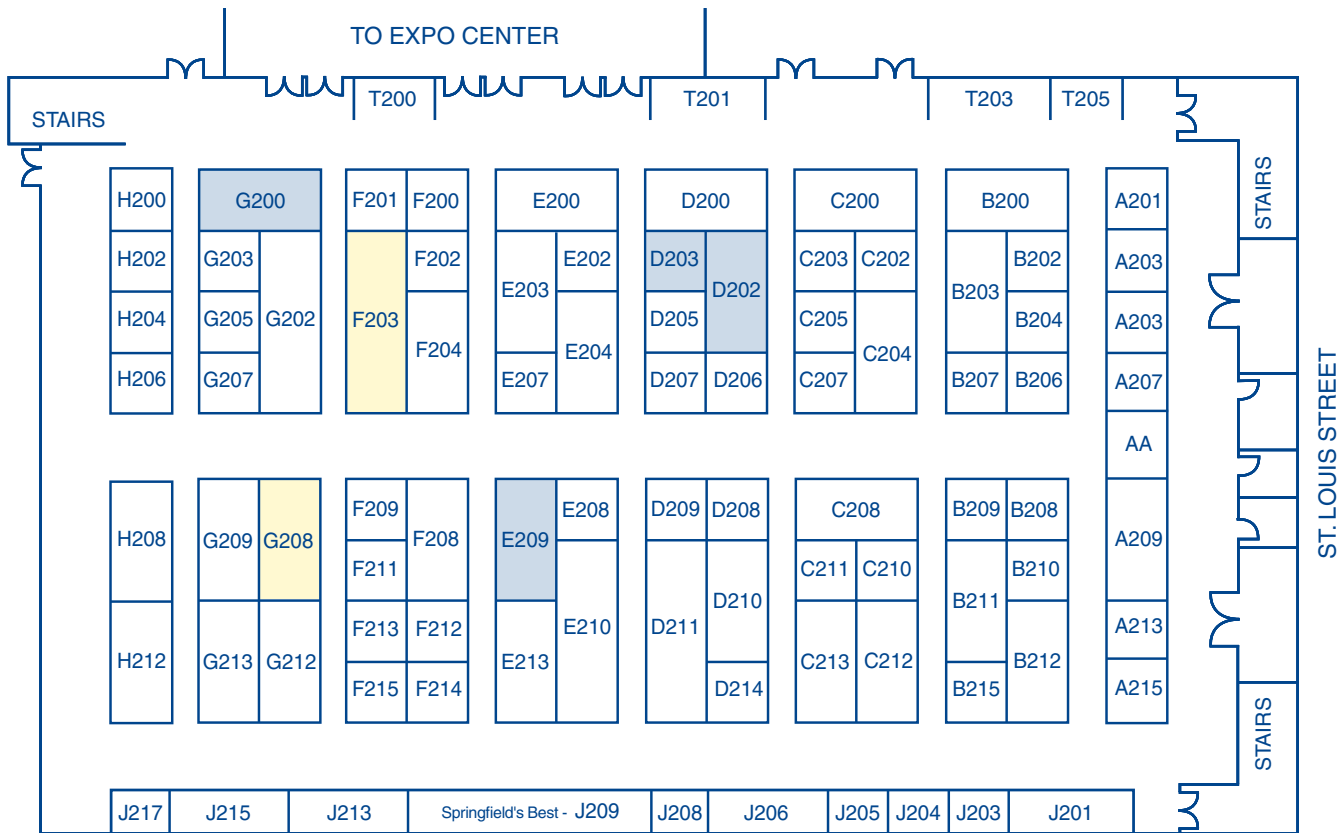 TO EXPO CENTER
T200
T201
T203
T205
STAIRS
H200
G200
F201
F200
E200
D200
C200
B200
A201
STAIRS
H202
G203
F202
E202
D203
C203
C202
B202
A203
G202
F203
E203
D202
B203
H204
G205
F204
E204
D205
C205
C204
B204
A203
H206
G207
E207
D207
D206
C207
B207
B206
A207
ST. LOUIS STREET
AA
H208
G209
G208
F209
F208
E209
E208
D209
D208
C208
B209
B208
A209
F211
C211
C210
B210
H212
G213
G212
F213
F212
E213
E210
D211
D210
C213
C212
B211
B212
A213
F215
F214
D214
B215
A215
STAIRS
J217
J215
J213
Springfield's Best - J209
J208
J206
J205
J204
J203
J201